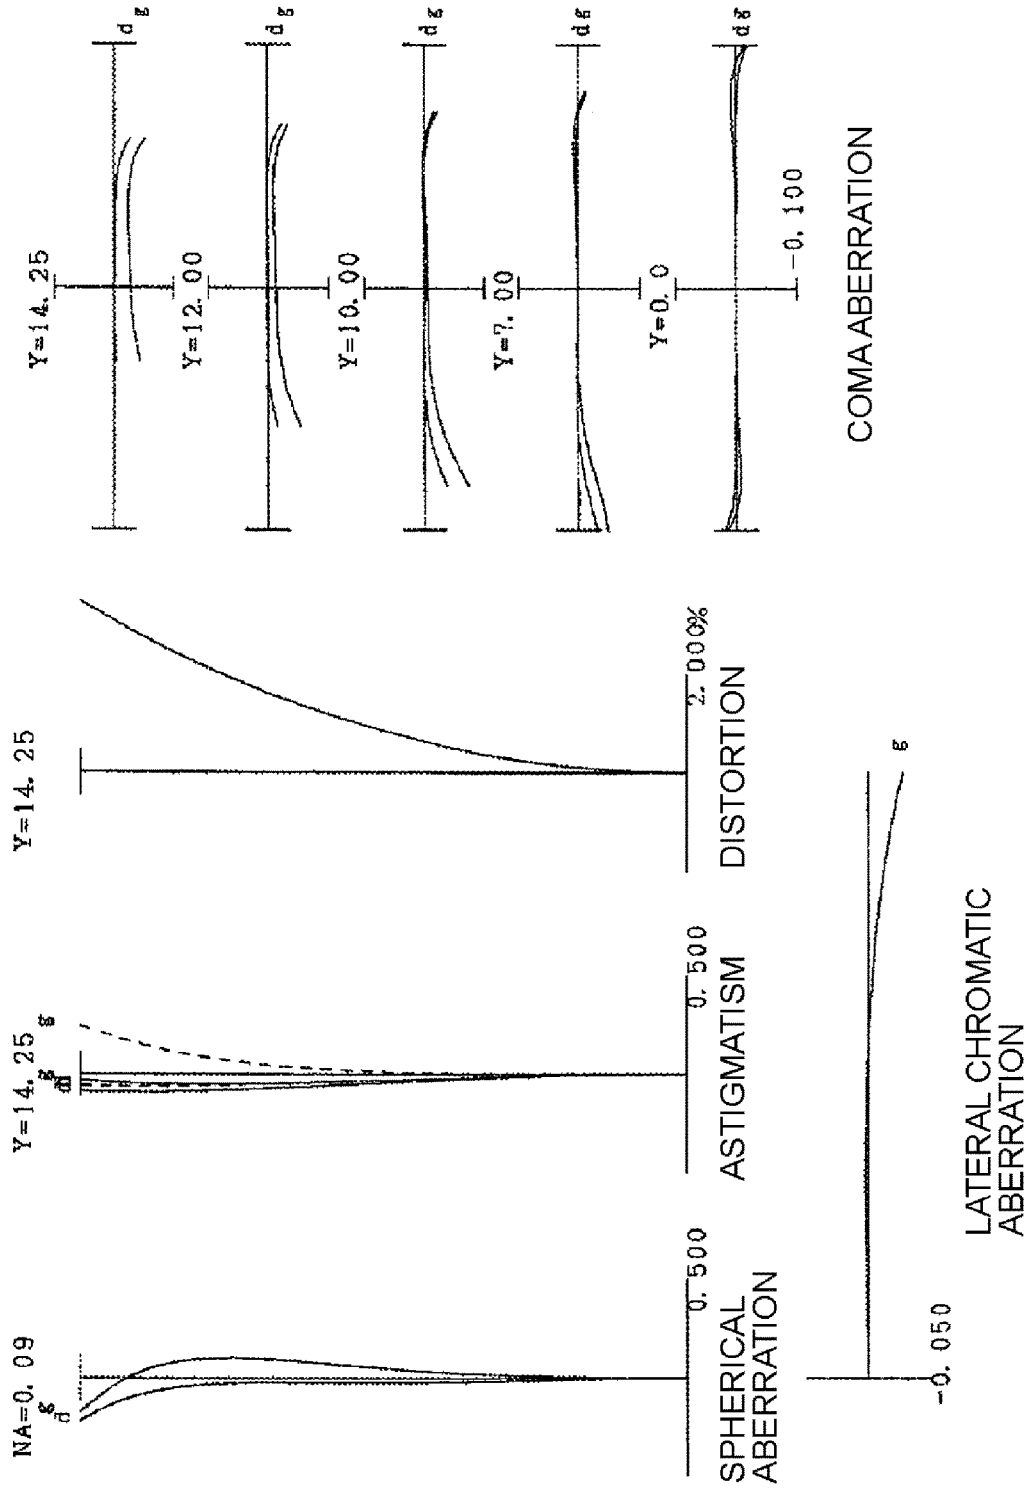 NA=0. 09
d
g
0. 500
SPHERICAL
ABERRATION
Y=14. 25
g
g
0. 500
ASTIGMATISM
Y=14. 25
2. 000%
DISTORTION
Y=14. 25
d
g
Y=12. 00
d
g
Y=10. 00
d
g
Y=7. 00
d
g
Y=0. 0
d
g
-0. 100
COMA ABERRATION
-0. 050
g
LATERAL CHROMATIC
ABERRATION